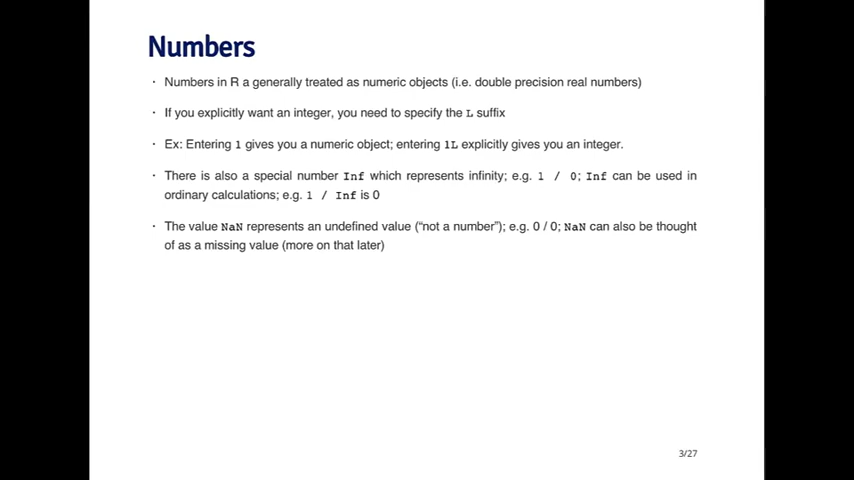 Numbers
· Numbers in R a generally treated as numeric objects (i.e. double precision real numbers)
· If you explicitly want an integer, you need to specify the L suffix
· Ex: Entering 1 gives you a numeric object; entering 1L explicitly gives you an integer.
· There is also a special number Inf which represents infinity; e.g. 1 / 0; Inf can be used in
ordinary calculations; e.g. 1 / Inf is 0
· The value NaN represents an undefined value (“not a number”); e.g. 0 / 0; NaN can also be thought
of as a missing value (more on that later)
3/27